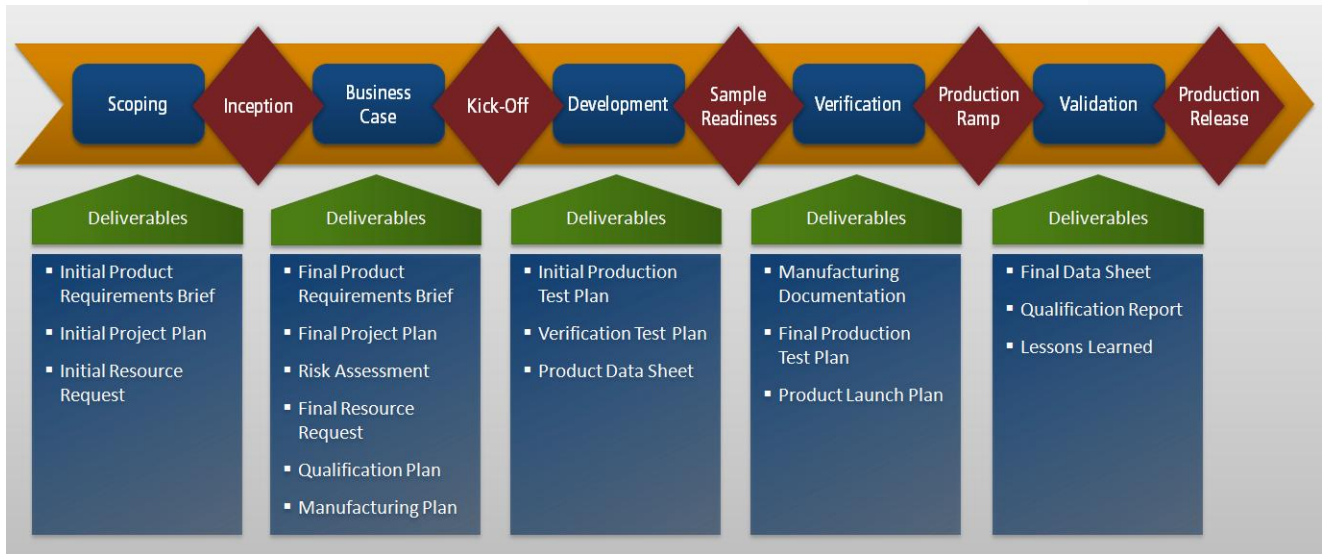 Scoping
Inception
Business
Case
Kick-Off
Development
Sample
Readiness
Verification
Production
Ramp
Validation
Production
Release
Deliverables
▪ Initial Product
Requirements Brief
▪ Initial Project Plan
▪ Initial Resource
Request
Deliverables
▪ Final Product
Requirements Brief
▪ Final Project Plan
▪ Risk Assessment
▪ Final Resource
Request
▪ Qualification Plan
▪ Manufacturing Plan
Deliverables
▪ Initial Production
Test Plan
▪ Verification Test Plan
▪ Product Data Sheet
Deliverables
▪ Manufacturing
Documentation
▪ Final Production
Test Plan
▪ Product Launch Plan
Deliverables
▪ Final Data Sheet
▪ Qualification Report
▪ Lessons Learned